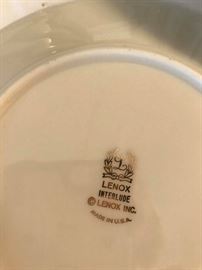 L
LENOX
INTERLUDE
© LENOX INC.
MADE IN U.S.A.